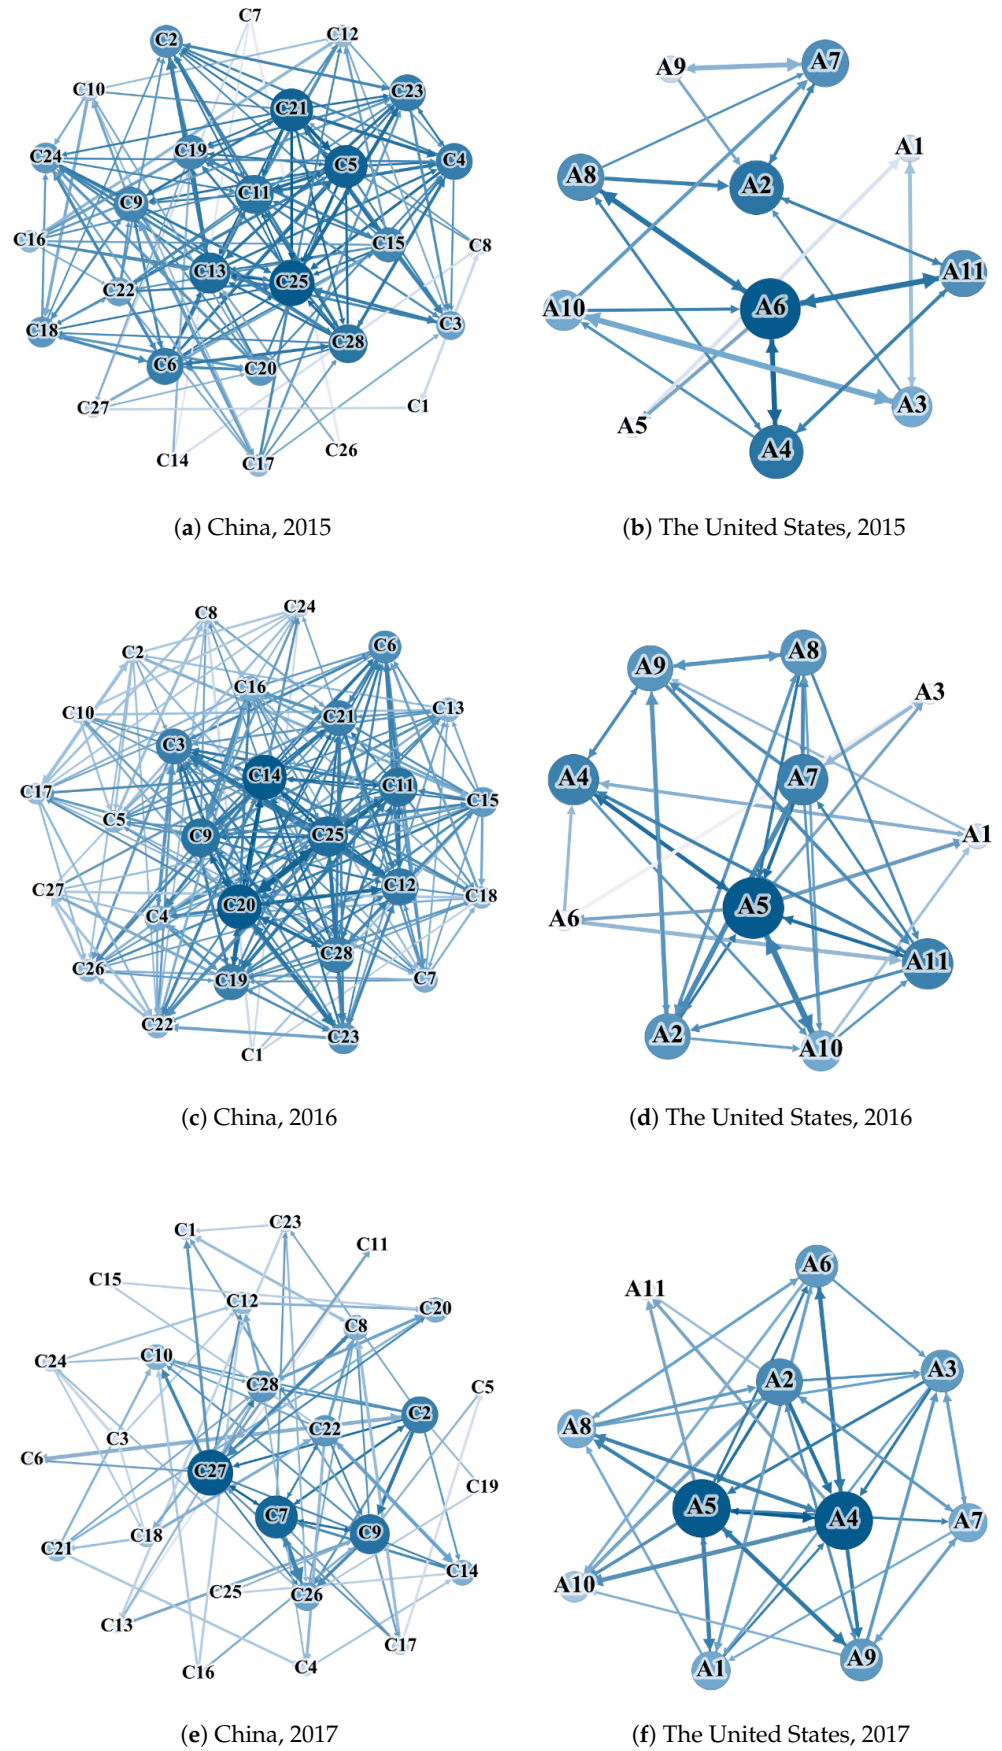 C7
C12
C2
C10
C23
C21
C24
C19
C5
C4
C11
C9
C16
C15
C8
C13
C22
C25
C18
C3
C28
C6
C20
C27
C1
C14
C17
C26
(a) China, 2015
A9
A7
A1
A8
A2
A11
A10
A6
A3
A5
A4
(b) The United States, 2015
C8
C24
C2
C6
C16
C10
C21
C13
C3
C14
C17
C11
C15
C5
C9
C25
C27
C12
C18
C4
C20
C26
C28
C19
C7
C22
C23
C1
(c) China, 2016
A9
A8
A3
A4
A7
A1
A6
A5
A11
A2
A10
(d) The United States, 2016
C1
C23
C11
C15
C12
C20
C8
C24
C10
C28
C5
C2
C3
C22
C6
C27
C19
C7
C18
C9
C21
C14
C25
C26
C13
C17
C16
C4
(e) China, 2017
A6
A11
A2
A3
A8
A5
A4
A7
A10
A1
A9
(f) The United States, 2017